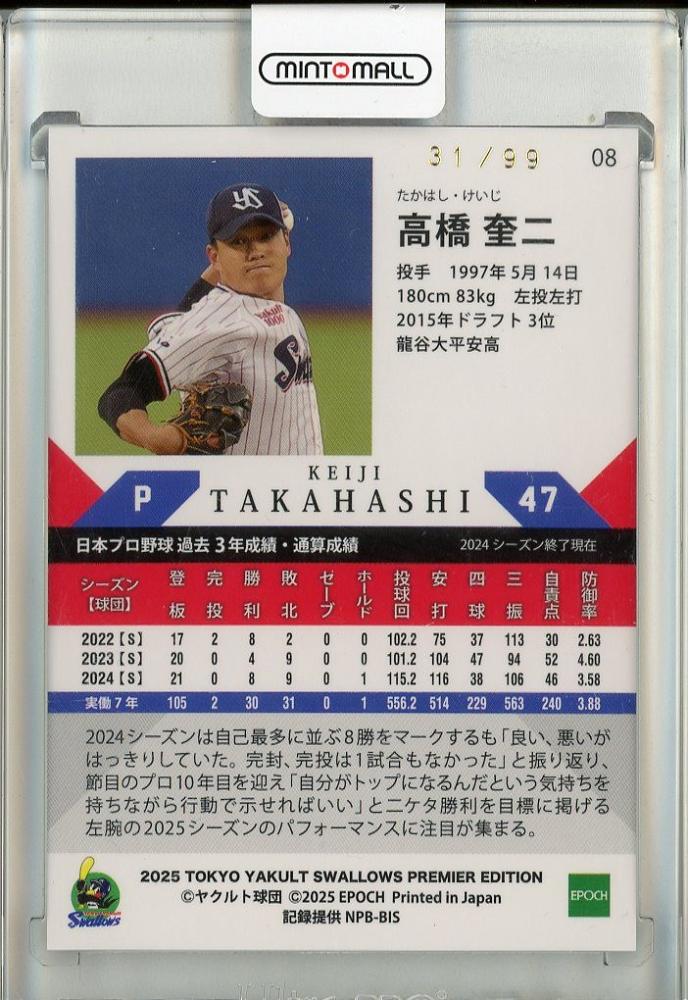 MINTMALL
31/99
08
たかはし・けいじ
高橋 奎二
投手 1997年 5月 14日
180cm 83kg 左投左打
2015年ドラフト 3位
龍谷大平安高
yakult
1000
KEIJI
P TAKAHASHI 47
日本プロ野球 過去 3年成績・通算成績 2024 シーズン終了現在
シーズン【球団】 登板 完投 勝利 敗北 セーブ ホールド 投球回 安打 四球 三振 自責点 防御率
2022【S】 17 2 8 2 0 0 102.2 75 37 113 30 2.63
2023【S】 20 0 4 9 0 0 101.2 104 47 94 52 4.60
2024【S】 21 0 8 9 0 1 115.2 116 38 106 46 3.58
実働 7 年 105 2 30 31 0 1 556.2 514 229 563 240 3.88
2024シーズンは自己最多に並ぶ8勝をマークするも「良い、悪いが
はっきりしていた。完封、完投は1試合もなかった」と振り返り、
節目のプロ10年目を迎え「自分がトップになるんだという気持ちを
持ちながら行動で示せればいい」と二ケタ勝利を目標に掲げる
左腕の2025シーズンのパフォーマンスに注目が集まる。
2025 TOKYO YAKULT SWALLOWS PREMIER EDITION
©ヤクルト球団 ©2025 EPOCH Printed in Japan
記録提供 NPB-BIS
Swallows
EPOCH